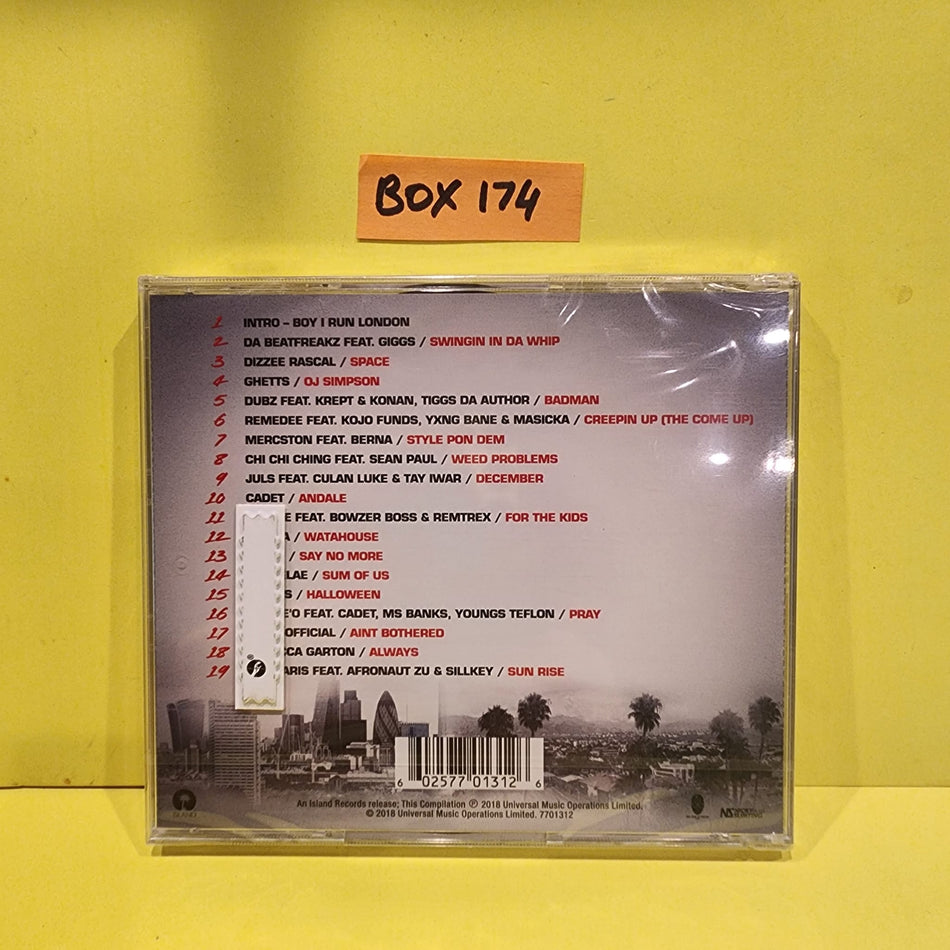 BOX 174
1 INTRO – BOY I RUN LONDON
2 DA BEATFREAKZ FEAT. GIGGS / SWINGIN IN DA WHIP
3 DIZZEE RASCAL / SPACE
4 GHETTS / OJ SIMPSON
5 DUBZ FEAT. KREPT & KONAN, TIGGS DA AUTHOR / BADMAN
6 REMEDEE FEAT. KOJO FUNDS, YXNG BANE & MASICKA / CREEPIN UP (THE COME UP)
7 MERCSTON FEAT. BERNA / STYLE PON DEM
8 CHI CHI CHING FEAT. SEAN PAUL / WEED PROBLEMS
9 JULS FEAT. CULAN LUKE & TAY IWAR / DECEMBER
10 CADET / ANDALE
11 E FEAT. BOWZER BOSS & REMTREX / FOR THE KIDS
12 A / WATAHOUSE
13 / SAY NO MORE
14 LAE / SUM OF US
15 S / HALLOWEEN
16 E'O FEAT. CADET, MS BANKS, YOUNGS TEFLON / PRAY
17 OFFICIAL / AINT BOTHERED
18 CCA GARTON / ALWAYS
19 ARIS FEAT. AFRONAUT ZU & SILLKEY / SUN RISE
6 02577 01312 6
An Island Records release; This Compilation ℗ 2018 Universal Music Operations Limited.
© 2018 Universal Music Operations Limited. 7701312
ISLAND
NS